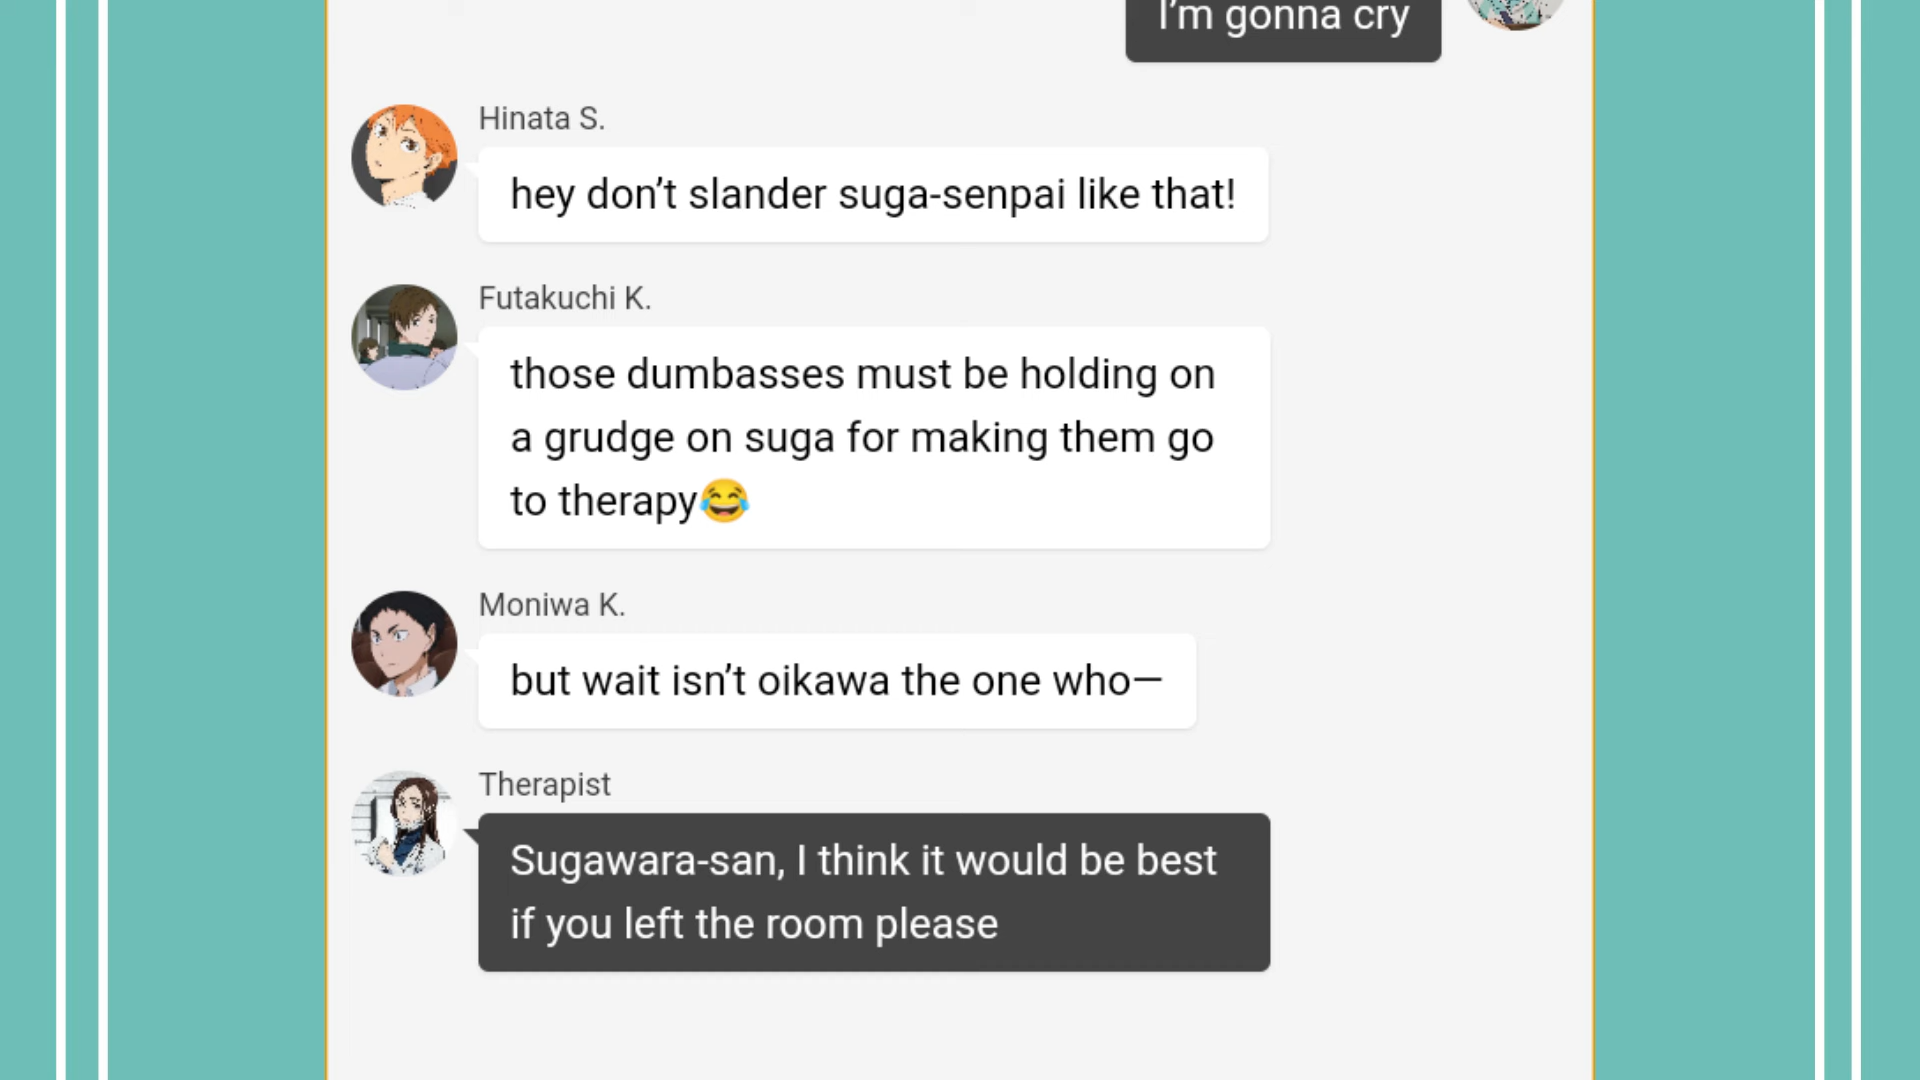 I’m gonna cry
Hinata S.
hey don’t slander suga-senpai like that!
Futakuchi K.
those dumbasses must be holding on
a grudge on suga for making them go
to therapy😂
Moniwa K.
but wait isn’t oikawa the one who—
Therapist
Sugawara-san, I think it would be best
if you left the room please